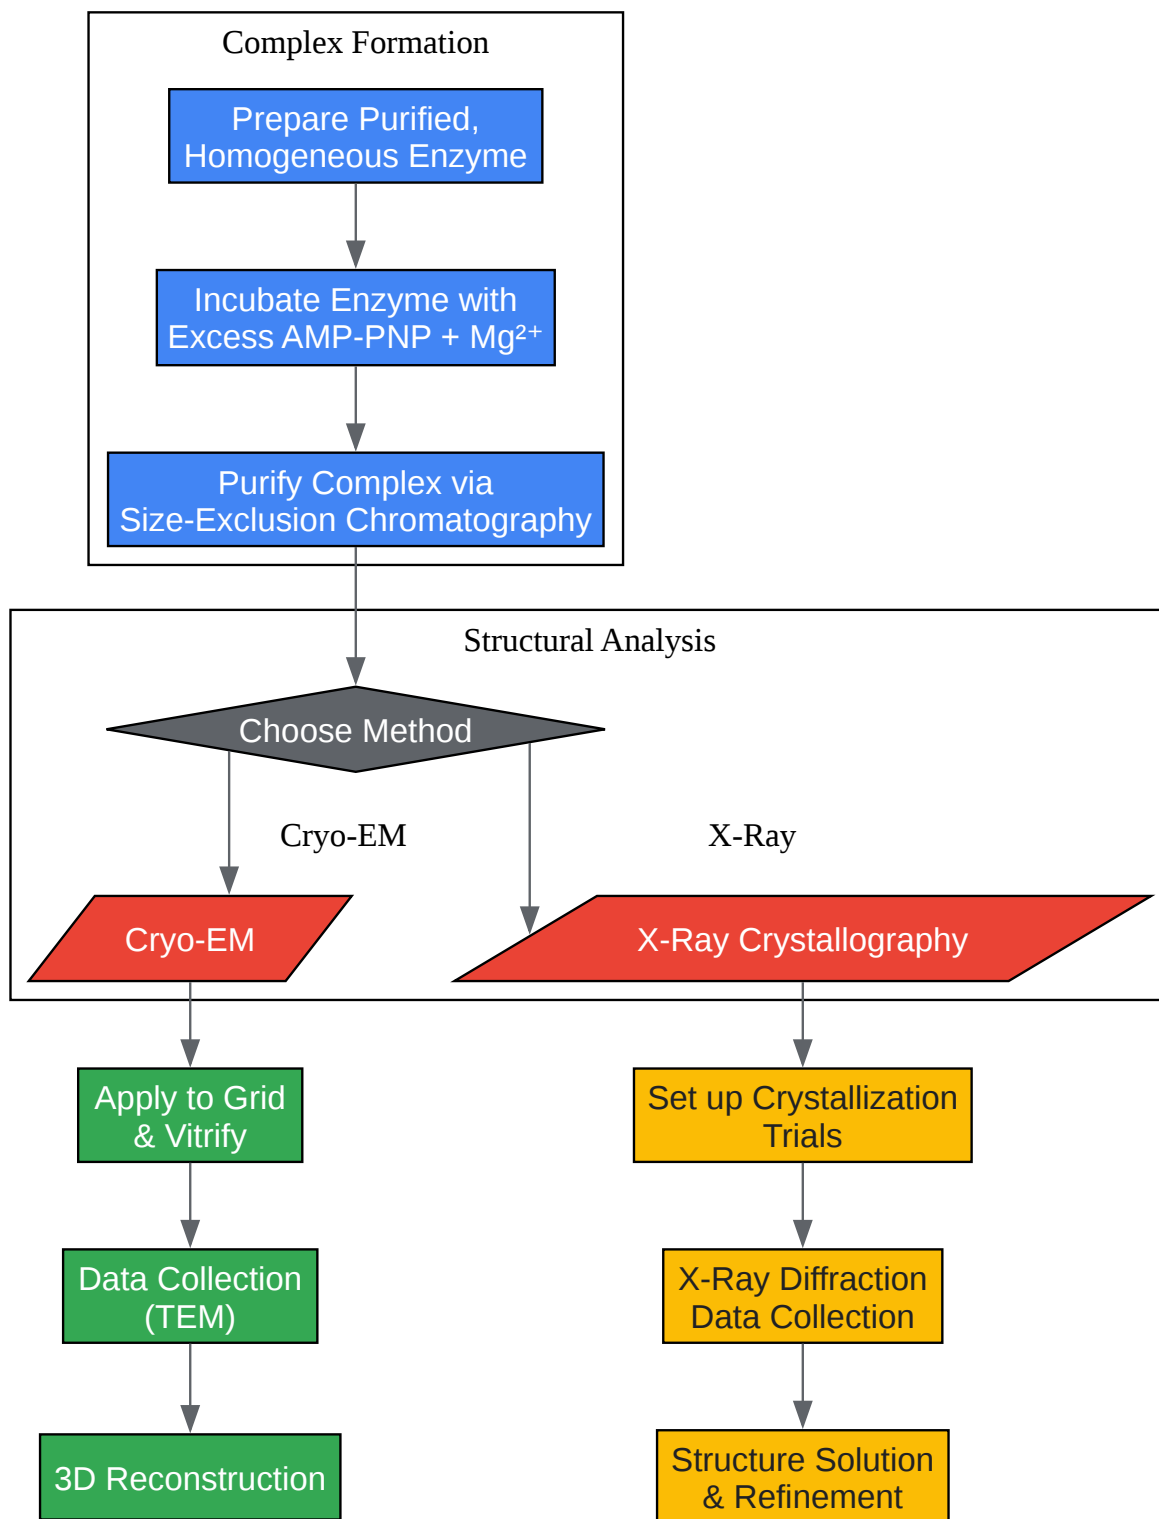 Complex Formation
Prepare Purified,
Homogeneous Enzyme
Incubate Enzyme with
Excess AMP-PNP + Mg²⁺
Purify Complex via
Size-Exclusion Chromatography
Structural Analysis
Choose Method
Cryo-EM
X-Ray
Cryo-EM
X-Ray Crystallography
Apply to Grid
& Vitrify
Set up Crystallization
Trials
Data Collection
(TEM)
X-Ray Diffraction
Data Collection
3D Reconstruction
Structure Solution
& Refinement